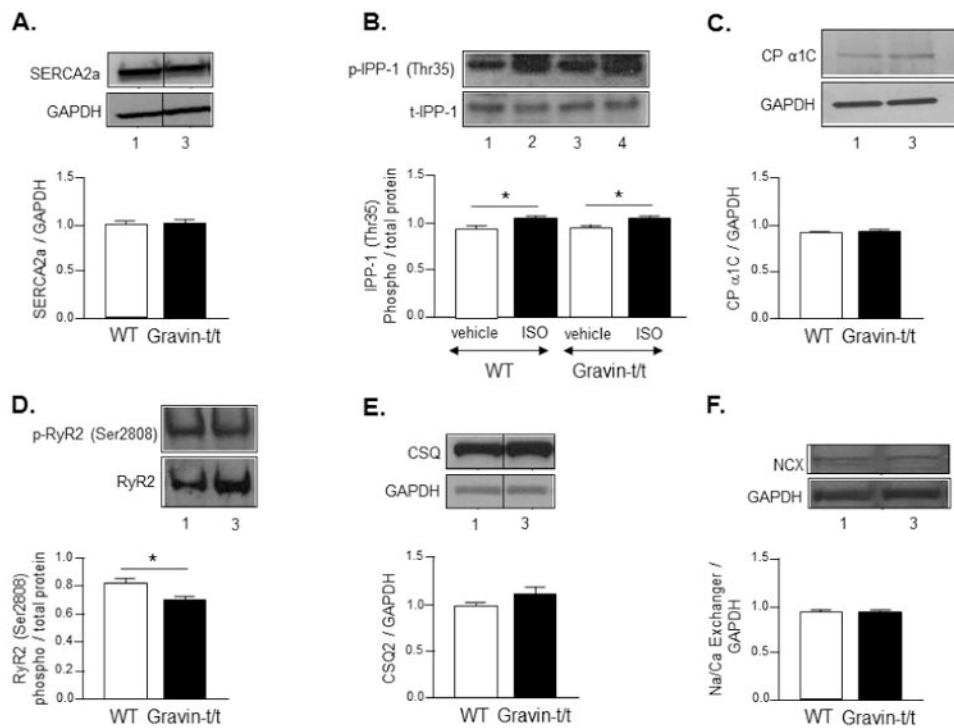 A.
SERCA2a
GAPDH
1 3
SERCA2a / GAPDH
1.5
1.0
0.5
0.0
WT Gravin-t/t
B.
p-IPP-1 (Thr35)
t-IPP-1
1 2 3 4
IPP-1 (Thr35)
Phospho / total protein
1.5
1.0
0.5
0.0
* *
vehicle ISO vehicle ISO
WT Gravin-t/t
C.
CP α1C
GAPDH
1 3
CP α1C / GAPDH
1.5
1.0
0.5
0.0
WT Gravin-t/t
D.
p-RyR2 (Ser2808)
RyR2
1 3
RyR2 (Ser2808)
phospho / total protein
1.0
0.8
0.6
0.4
0.2
0.0
*
WT Gravin-t/t
E.
CSQ
GAPDH
1 3
CSQ2 / GAPDH
1.5
1.0
0.5
0.0
WT Gravin-t/t
F.
NCX
GAPDH
1 3
Na/Ca Exchanger /
GAPDH
1.5
1.0
0.5
0.0
WT Gravin-t/t